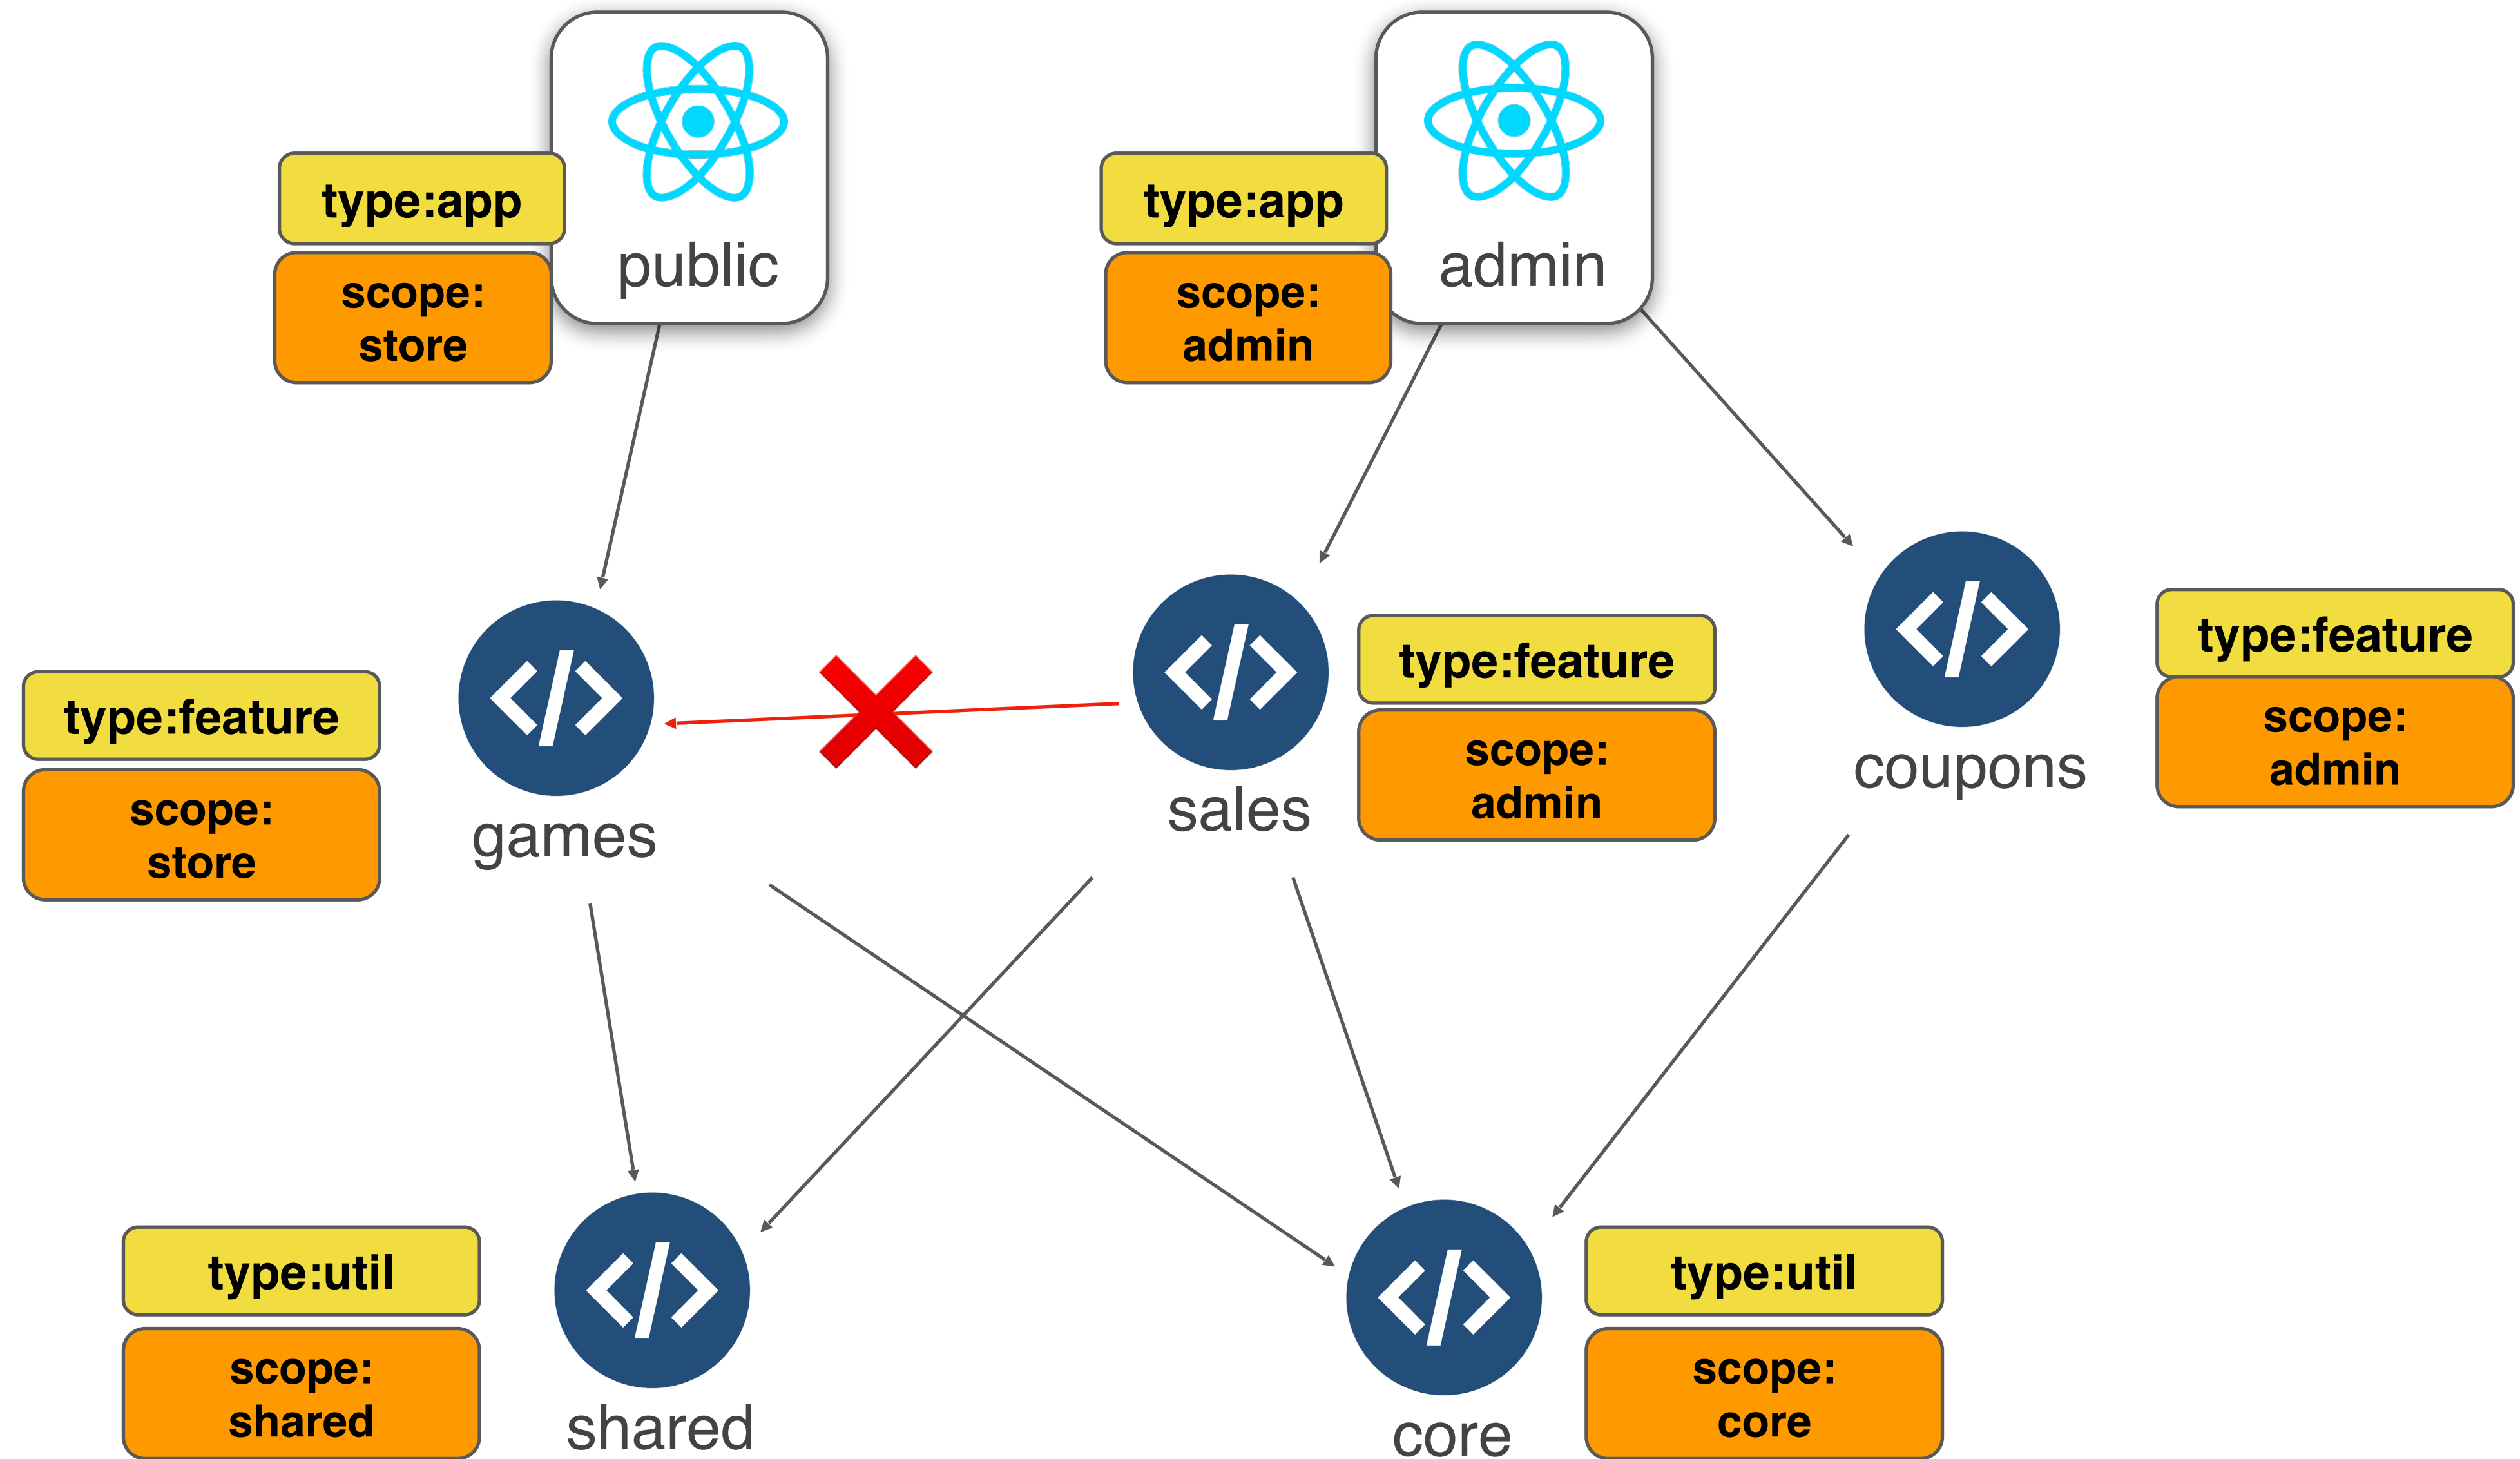 type:app
scope:
store
public
type:app
scope:
admin
admin
type:feature
scope:
store
games
sales
type:feature
scope:
admin
coupons
type:feature
scope:
admin
type:util
scope:
shared
shared
core
type:util
scope:
core